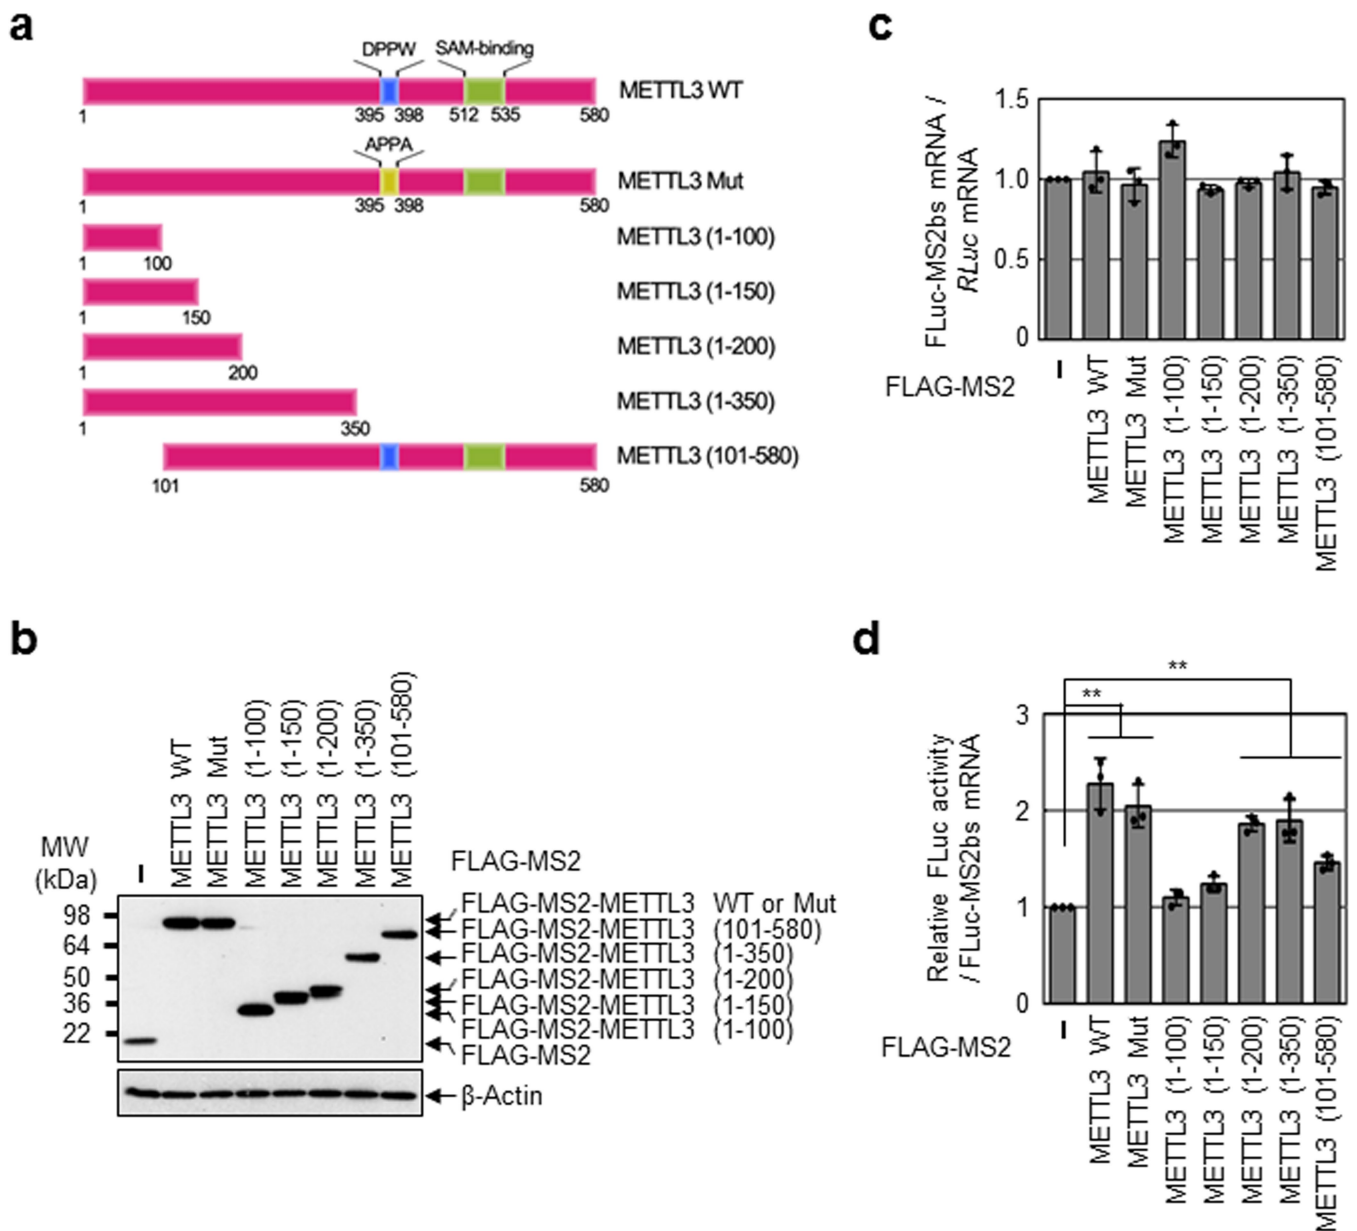 a
DPPW SAM-binding
METTL3 WT
1 395 398 512 535 580
APPA
METTL3 Mut
1 395 398 580
METTL3 (1-100)
1 100
METTL3 (1-150)
1 150
METTL3 (1-200)
1 200
METTL3 (1-350)
1 350
METTL3 (101-580)
101 580
b
MW
(kDa)
–
METTL3 WT
METTL3 Mut
METTL3 (1-100)
METTL3 (1-150)
METTL3 (1-200)
METTL3 (1-350)
METTL3 (101-580)
FLAG-MS2
98
64
50
36
22
FLAG-MS2-METTL3 WT or Mut
FLAG-MS2-METTL3 (101-580)
FLAG-MS2-METTL3 (1-350)
FLAG-MS2-METTL3 (1-200)
FLAG-MS2-METTL3 (1-150)
FLAG-MS2-METTL3 (1-100)
FLAG-MS2
β-Actin
c
FLuc-MS2bs mRNA /
RLuc mRNA
1.5
1.0
0.5
0
FLAG-MS2
–
METTL3 WT
METTL3 Mut
METTL3 (1-100)
METTL3 (1-150)
METTL3 (1-200)
METTL3 (1-350)
METTL3 (101-580)
d
**
**
Relative FLuc activity
/ FLuc-MS2bs mRNA
3
2
1
0
FLAG-MS2
–
METTL3 WT
METTL3 Mut
METTL3 (1-100)
METTL3 (1-150)
METTL3 (1-200)
METTL3 (1-350)
METTL3 (101-580)